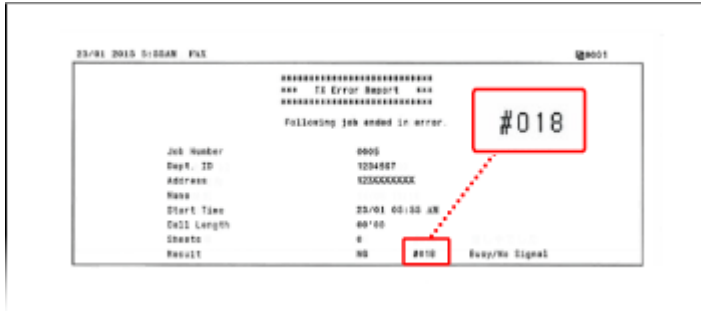 23/01 2015 5:55AM FAX 0001
****************************
*** TX Error Report ***
****************************
Following job ended in error.
#018
Job Number 0005
Dept. ID 1234567
Address 123XXXXXXX
Name
Start Time 23/01 05:55 AM
Call Length 00'00
Sheets 0
Result NG #018 Busy/No Signal